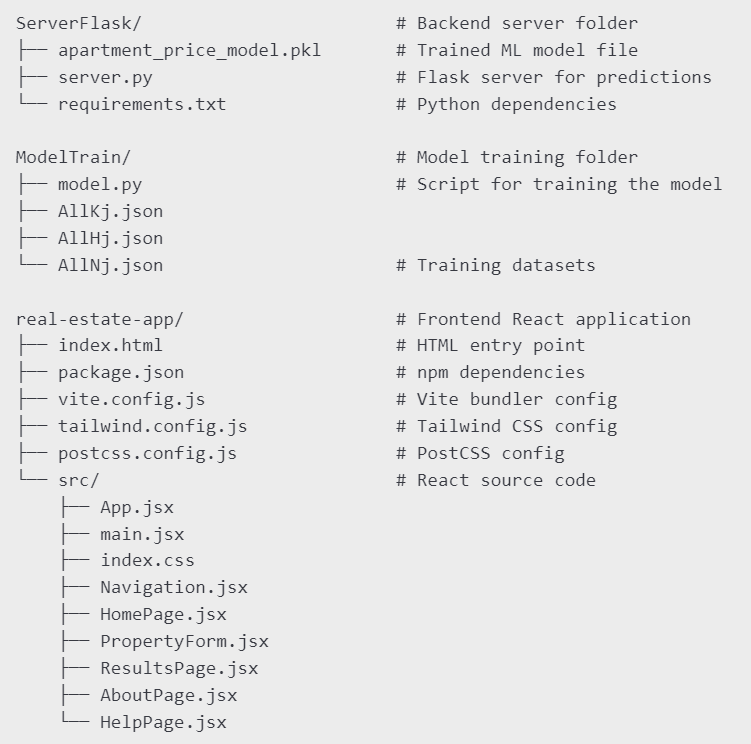 ServerFlask/                        # Backend server folder
├── apartment_price_model.pkl       # Trained ML model file
├── server.py                       # Flask server for predictions
└── requirements.txt                # Python dependencies

ModelTrain/                         # Model training folder
├── model.py                        # Script for training the model
├── AllKj.json
├── AllHj.json
└── AllNj.json                      # Training datasets

real-estate-app/                    # Frontend React application
├── index.html                      # HTML entry point
├── package.json                    # npm dependencies
├── vite.config.js                  # Vite bundler config
├── tailwind.config.js              # Tailwind CSS config
├── postcss.config.js               # PostCSS config
└── src/                            # React source code
    ├── App.jsx
    ├── main.jsx
    ├── index.css
    ├── Navigation.jsx
    ├── HomePage.jsx
    ├── PropertyForm.jsx
    ├── ResultsPage.jsx
    ├── AboutPage.jsx
    └── HelpPage.jsx